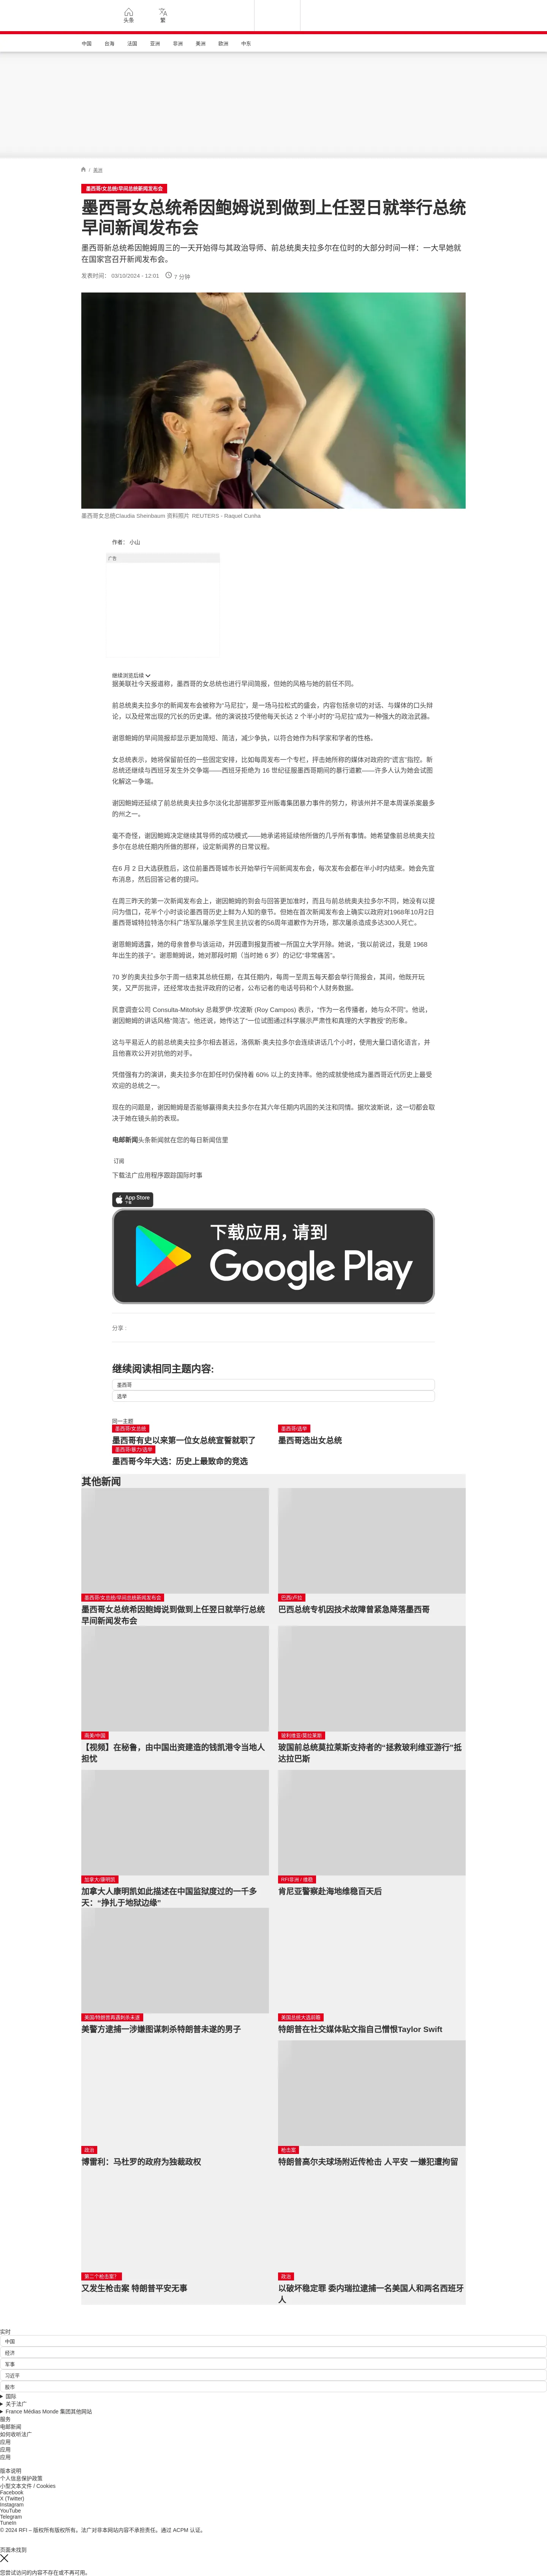 头条
繁
中国
台海
法国
亚洲
非洲
美洲
欧洲
中东
/ 美洲
墨西哥/女总统/早间总统新闻发布会
墨西哥女总统希因鲍姆说到做到上任翌日就举行总统
早间新闻发布会
墨西哥新总统希因鲍姆周三的一天开始得与其政治导师、前总统奥夫拉多尔在位时的大部分时间一样：一大早她就
在国家宫召开新闻发布会。
发表时间： 03/10/2024 - 12:01 7 分钟
墨西哥女总统Claudia Sheinbaum 资料照片 REUTERS - Raquel Cunha
作者： 小山
广告
继续浏览后续
据美联社今天报道称，墨西哥的女总统也进行早间简报，但她的风格与她的前任不同。
前总统奥夫拉多尔的新闻发布会被称为“马尼拉”，是一场马拉松式的盛会，内容包括亲切的对话、与媒体的口头辩
论，以及经常出现的冗长的历史课。他的演说技巧使他每天长达 2 个半小时的“马尼拉”成为一种强大的政治武器。
谢恩鲍姆的早间简报却显示更加简短、简洁，减少争执，以符合她作为科学家和学者的性格。
女总统表示，她将保留前任的一些固定安排，比如每周发布一个专栏，抨击她所称的媒体对政府的“谎言”指控。新
总统还继续与西班牙发生外交争端——西班牙拒绝为 16 世纪征服墨西哥期间的暴行道歉——许多人认为她会试图
化解这一争端。
谢因鲍姆还延续了前总统奥夫拉多尔淡化北部锡那罗亚州贩毒集团暴力事件的努力，称该州并不是本周谋杀案最多
的州之一。
毫不奇怪，谢因鲍姆决定继续其导师的成功模式——她承诺将延续他所做的几乎所有事情。她希望像前总统奥夫拉
多尔在总统任期内所做的那样，设定新闻界的日常议程。
在6 月 2 日大选获胜后，这位前墨西哥城市长开始举行午间新闻发布会，每次发布会都在半小时内结束。她会先宣
布消息，然后回答记者的提问。
在周三昨天的第一次新闻发布会上，谢因鲍姆的到会与回答更加准时，而且与前总统奥夫拉多尔不同，她没有以提
问为借口，花半个小时谈论墨西哥历史上鲜为人知的章节。但她在首次新闻发布会上确实以政府对1968年10月2日
墨西哥城特拉特洛尔科广场军队屠杀学生民主抗议者的56周年道歉作为开场，那次屠杀造成多达300人死亡。
谢恩鲍姆透露，她的母亲曾参与该运动，并因遭到报复而被一所国立大学开除。她说，“我以前说过，我是 1968
年出生的孩子”。谢恩鲍姆说，她对那段时期（当时她 6 岁）的记忆“非常痛苦”。
70 岁的奥夫拉多尔于周一结束其总统任期，在其任期内，每周一至周五每天都会举行简报会，其间，他既开玩
笑，又严厉批评，还经常攻击批评政府的记者，公布记者的电话号码和个人财务数据。
民意调查公司 Consulta-Mitofsky 总裁罗伊·坎波斯 (Roy Campos) 表示，“作为一名传播者，她与众不同”。他说，
谢因鲍姆的讲话风格“简洁”。他还说，她传达了“一位试图通过科学展示严肃性和真理的大学教授”的形象。
这与平易近人的前总统奥夫拉多尔相去甚远，洛佩斯·奥夫拉多尔会连续讲话几个小时，使用大量口语化语言，并
且他喜欢公开对抗他的对手。
凭借强有力的演讲，奥夫拉多尔在卸任时仍保持着 60% 以上的支持率。他的成就使他成为墨西哥近代历史上最受
欢迎的总统之一。
现在的问题是，谢因鲍姆是否能够赢得奥夫拉多尔在其六年任期内巩固的关注和同情。据坎波斯说，这一切都会取
决于她在镜头前的表现。
电邮新闻头条新闻就在您的每日新闻信里
订阅
下载法广应用程序跟踪国际时事
App Store
下载
下载应用，请到
Google Play
分享 :
继续阅读相同主题内容:
墨西哥
选举
同一主题
墨西哥/女总统
墨西哥有史以来第一位女总统宣誓就职了
墨西哥/选举
墨西哥选出女总统
墨西哥/暴力/选举
墨西哥今年大选：历史上最致命的竞选
其他新闻
墨西哥/女总统/早间总统新闻发布会
墨西哥女总统希因鲍姆说到做到上任翌日就举行总统
早间新闻发布会
巴西/卢拉
巴西总统专机因技术故障曾紧急降落墨西哥
南美/中国
【视频】在秘鲁，由中国出资建造的钱凯港令当地人
担忧
玻利维亚/莫拉莱斯
玻国前总统莫拉莱斯支持者的“拯救玻利维亚游行”抵
达拉巴斯
加拿大/康明凯
加拿大人康明凯如此描述在中国监狱度过的一千多
天：“挣扎于地狱边缘”
RFI非洲 / 维稳
肯尼亚警察赴海地维稳百天后
美国/特朗普再遇刺杀未遂
美警方逮捕一涉嫌图谋刺杀特朗普未遂的男子
美国总统大选前哨
特朗普在社交媒体贴文指自己憎恨Taylor Swift
政治
博雷利：马杜罗的政府为独裁政权
枪击案
特朗普高尔夫球场附近传枪击 人平安 一嫌犯遭拘留
第二个枪击案？
又发生枪击案 特朗普平安无事
政治
以破坏稳定罪 委内瑞拉逮捕一名美国人和两名西班牙
人
实时
中国
经济
军事
习近平
股市
国际
关于法广
France Médias Monde 集团其他网站
服务
电邮新闻
如何收听法广
应用
应用
应用
版本说明
个人信息保护政策
小型文本文件 / Cookies
Facebook
X (Twitter)
Instagram
YouTube
Telegram
TuneIn
© 2024 RFI – 版权所有版权所有。法广对非本网站内容不承担责任。通过 ACPM 认证。
页面未找到
您尝试访问的内容不存在或不再可用。